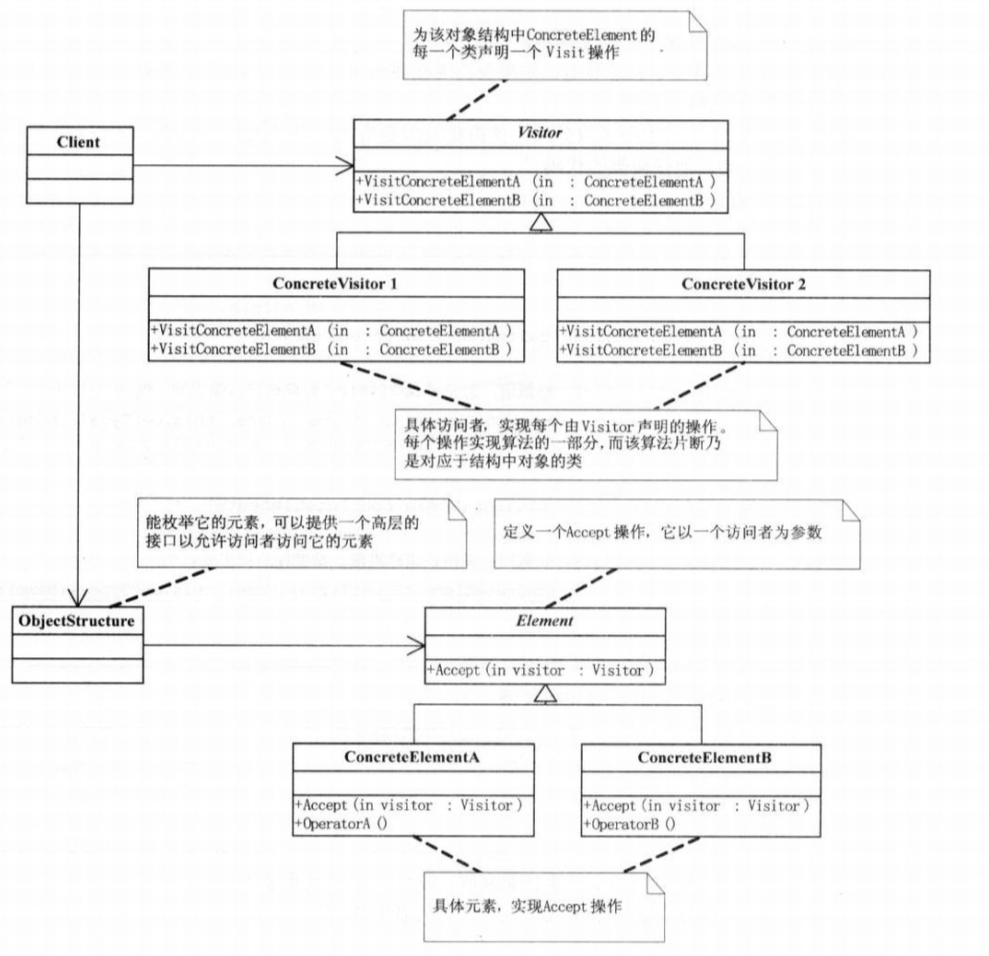 为该对象结构中ConcreteElement的
每一个类声明一个 Visit 操作
Client
Visitor
+VisitConcreteElementA (in : ConcreteElementA )
+VisitConcreteElementB (in : ConcreteElementB )
ConcreteVisitor 1
+VisitConcreteElementA (in : ConcreteElementA )
+VisitConcreteElementB (in : ConcreteElementB )
ConcreteVisitor 2
+VisitConcreteElementA (in : ConcreteElementA )
+VisitConcreteElementB (in : ConcreteElementB )
具体访问者，实现每个由Visitor声明的操作。
每个操作实现算法的一部分，而该算法片断乃
是对应于结构中对象的类
能枚举它的元素，可以提供一个高层的
接口以允许访问者访问它的元素
定义一个Accept操作，它以一个访问者为参数
ObjectStructure
Element
+Accept(in visitor : Visitor)
ConcreteElementA
+Accept(in visitor : Visitor)
+OperatorA()
ConcreteElementB
+Accept(in visitor : Visitor)
+OperatorB()
具体元素，实现Accept操作